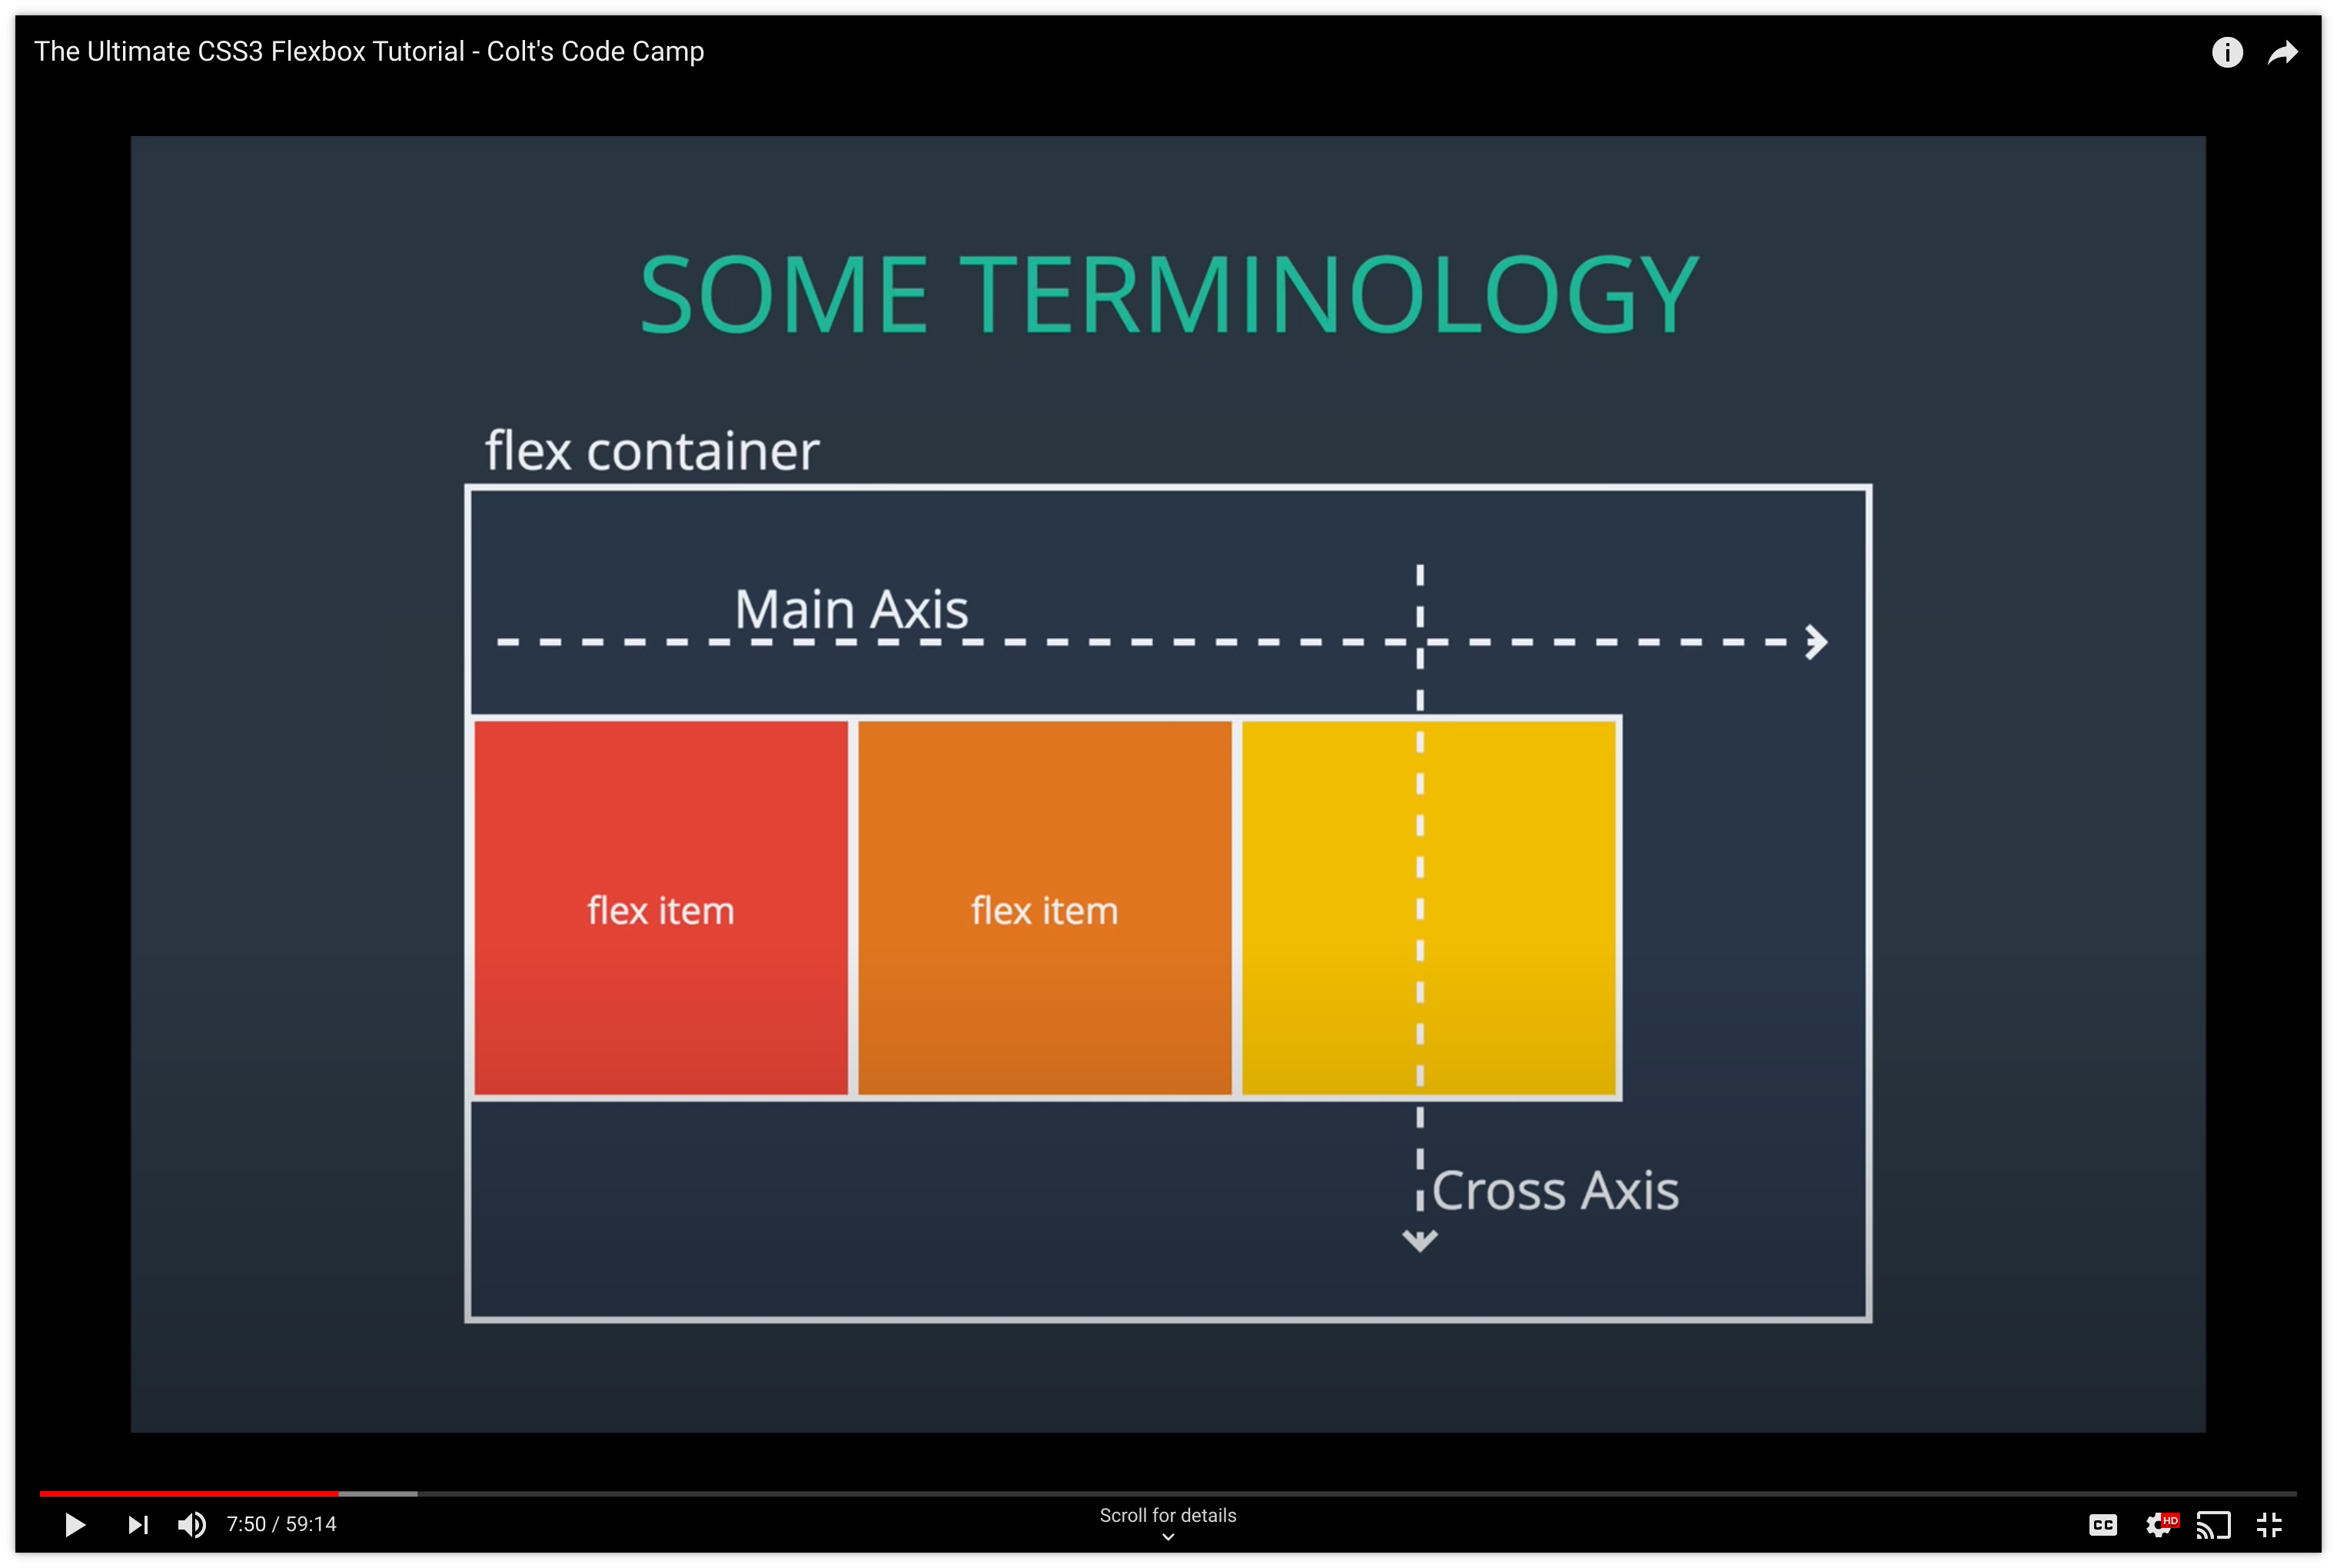 The Ultimate CSS3 Flexbox Tutorial - Colt's Code Camp
SOME TERMINOLOGY
flex container
Main Axis
flex item
flex item
Cross Axis
7:50 / 59:14
Scroll for details
CC
HD